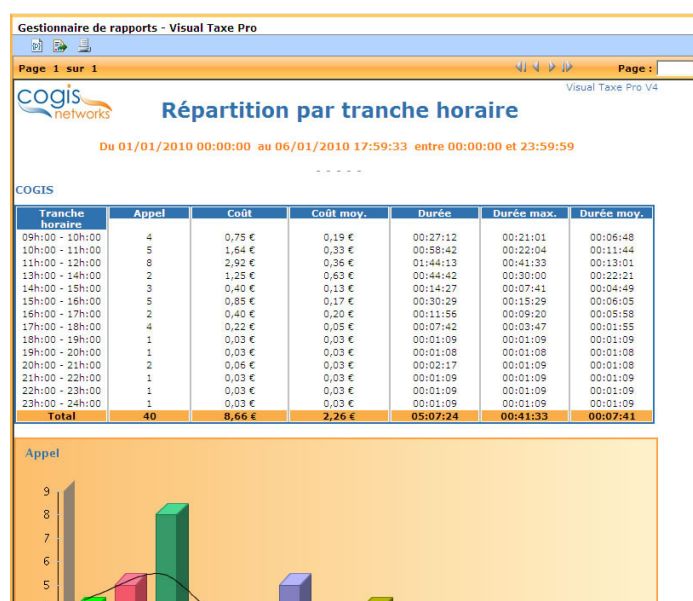 Gestionnaire de rapports - Visual Taxe Pro
Page 1 sur 1 Page :
cogis networks
Visual Taxe Pro V4
Répartition par tranche horaire
Du 01/01/2010 00:00:00 au 06/01/2010 17:59:33 entre 00:00:00 et 23:59:59
- - - - -
COGIS
Tranche horaire Appel Coût Coût moy. Durée Durée max. Durée moy.
09h:00 - 10h:00 4 0,75 € 0,19 € 00:27:12 00:21:01 00:06:48
10h:00 - 11h:00 5 1,64 € 0,33 € 00:58:42 00:22:04 00:11:44
11h:00 - 12h:00 8 2,92 € 0,36 € 01:44:13 00:41:33 00:13:01
13h:00 - 14h:00 2 1,25 € 0,63 € 00:44:42 00:30:00 00:22:21
14h:00 - 15h:00 3 0,40 € 0,13 € 00:14:27 00:07:41 00:04:49
15h:00 - 16h:00 5 0,85 € 0,17 € 00:30:29 00:15:29 00:06:05
16h:00 - 17h:00 2 0,40 € 0,20 € 00:11:56 00:09:20 00:05:58
17h:00 - 18h:00 4 0,22 € 0,05 € 00:07:42 00:03:47 00:01:55
18h:00 - 19h:00 1 0,03 € 0,03 € 00:01:09 00:01:09 00:01:09
19h:00 - 20h:00 1 0,03 € 0,03 € 00:01:08 00:01:08 00:01:08
20h:00 - 21h:00 2 0,06 € 0,03 € 00:02:17 00:01:09 00:01:08
21h:00 - 22h:00 1 0,03 € 0,03 € 00:01:09 00:01:09 00:01:09
22h:00 - 23h:00 1 0,03 € 0,03 € 00:01:09 00:01:09 00:01:09
23h:00 - 24h:00 1 0,03 € 0,03 € 00:01:09 00:01:09 00:01:09
Total 40 8,66 € 2,26 € 05:07:24 00:41:33 00:07:41
Appel
9
8
7
6
5